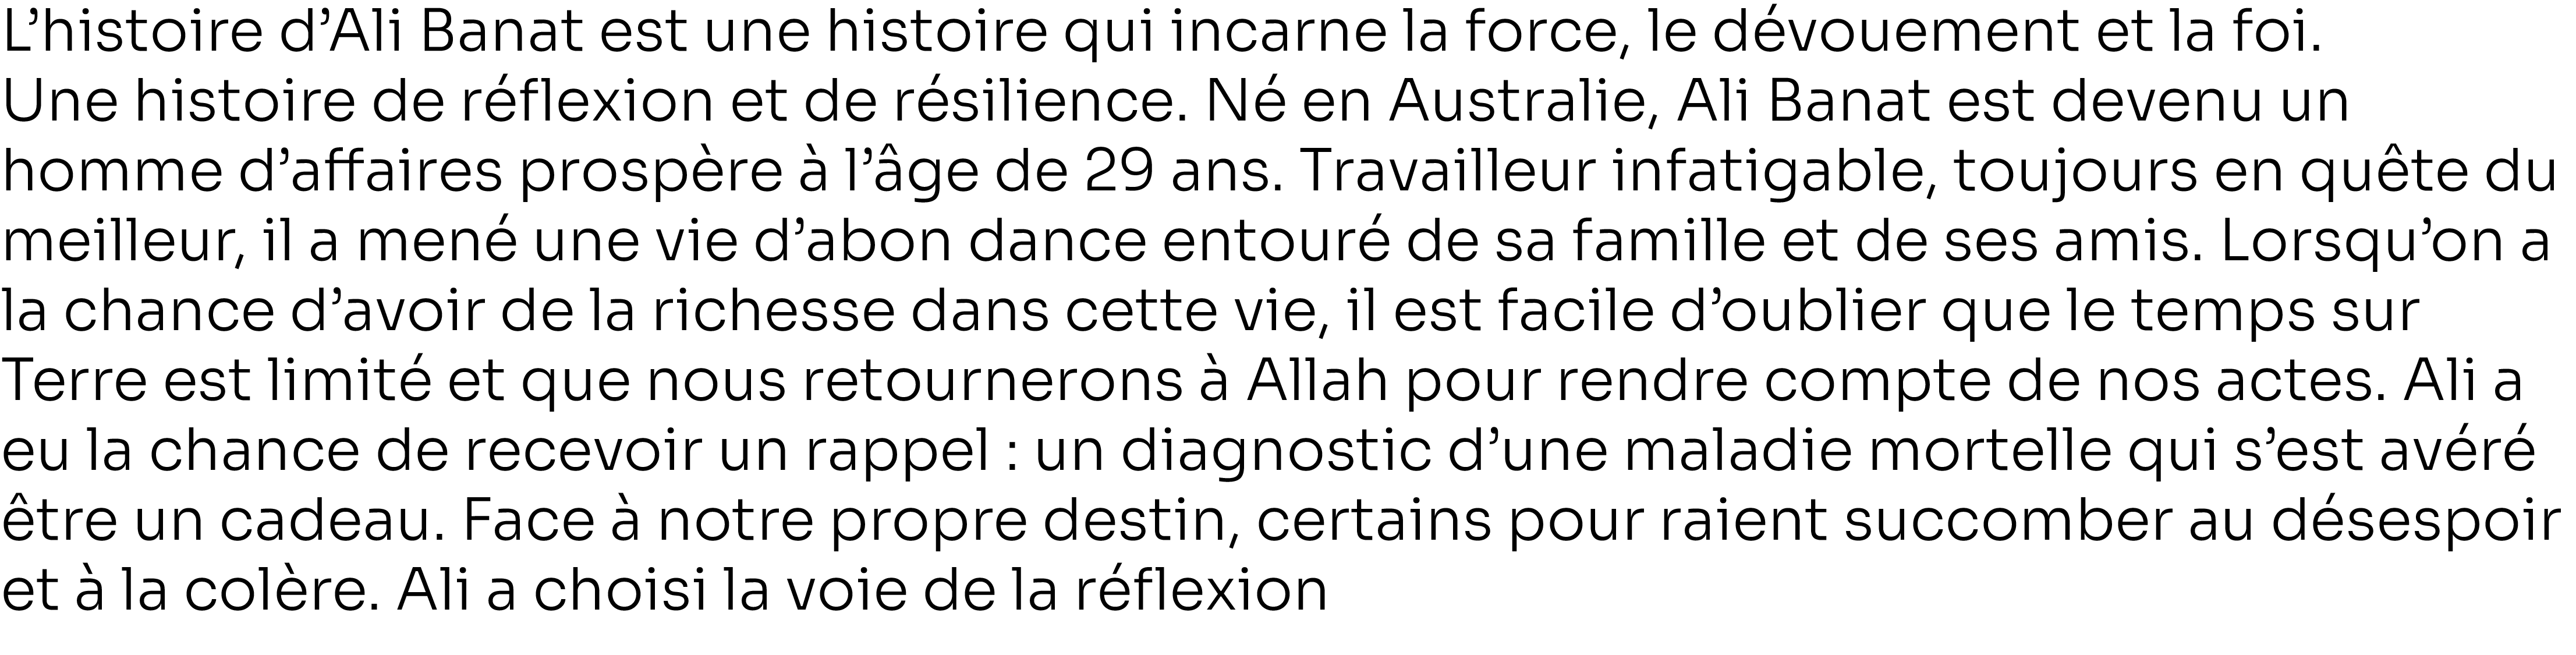 L’histoire d’Ali Banat est une histoire qui incarne la force, le dévouement et la foi.
Une histoire de réflexion et de résilience. Né en Australie, Ali Banat est devenu un
homme d’affaires prospère à l’âge de 29 ans. Travailleur infatigable, toujours en quête du
meilleur, il a mené une vie d’abon dance entouré de sa famille et de ses amis. Lorsqu’on a
la chance d’avoir de la richesse dans cette vie, il est facile d’oublier que le temps sur
Terre est limité et que nous retournerons à Allah pour rendre compte de nos actes. Ali a
eu la chance de recevoir un rappel : un diagnostic d’une maladie mortelle qui s’est avéré
être un cadeau. Face à notre propre destin, certains pour raient succomber au désespoir
et à la colère. Ali a choisi la voie de la réflexion